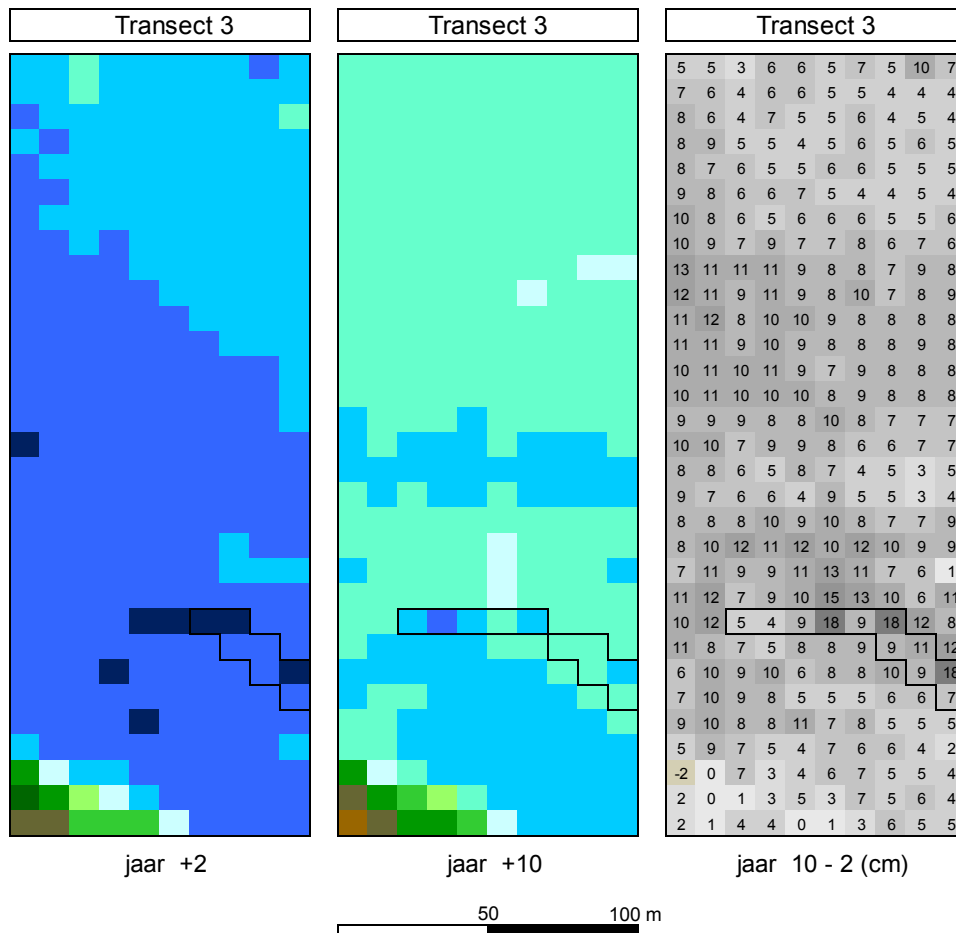 Transect 3 Transect 3 Transect 3
5 5 3 6 6 5 7 5 10 7
7 6 4 6 6 5 5 4 4 4
8 6 4 7 5 5 6 4 5 4
8 9 5 5 4 5 6 5 6 5
8 7 6 5 5 6 6 5 5 5
9 8 6 6 7 5 4 4 5 4
10 8 6 5 6 6 6 5 5 6
10 9 7 9 7 7 8 6 7 6
13 11 11 11 9 8 8 7 9 8
12 11 9 11 9 8 10 7 8 9
11 12 8 10 10 9 8 8 8 8
11 11 9 10 9 8 8 8 9 8
10 11 10 11 9 7 9 8 8 8
10 11 10 10 10 8 9 8 8 8
9 9 9 8 8 10 8 7 7 7
10 10 7 9 9 8 6 6 7 7
8 8 6 5 8 7 4 5 3 5
9 7 6 6 4 9 5 5 3 4
8 8 8 10 9 10 8 7 7 9
8 10 12 11 12 10 12 10 9 9
7 11 9 9 11 13 11 7 6 1
11 12 7 9 10 15 13 10 6 11
10 12 5 4 9 18 9 18 12 8
11 8 7 5 8 8 9 9 11 12
6 10 9 10 6 8 8 10 9 18
7 10 9 8 5 5 5 6 6 7
9 10 8 8 11 7 8 5 5 5
5 9 7 5 4 7 6 6 4 2
-2 0 7 3 4 6 7 5 5 4
2 0 1 3 5 3 7 5 6 4
2 1 4 4 0 1 3 6 5 5
jaar +2 jaar +10 jaar 10 - 2 (cm)
50 100 m